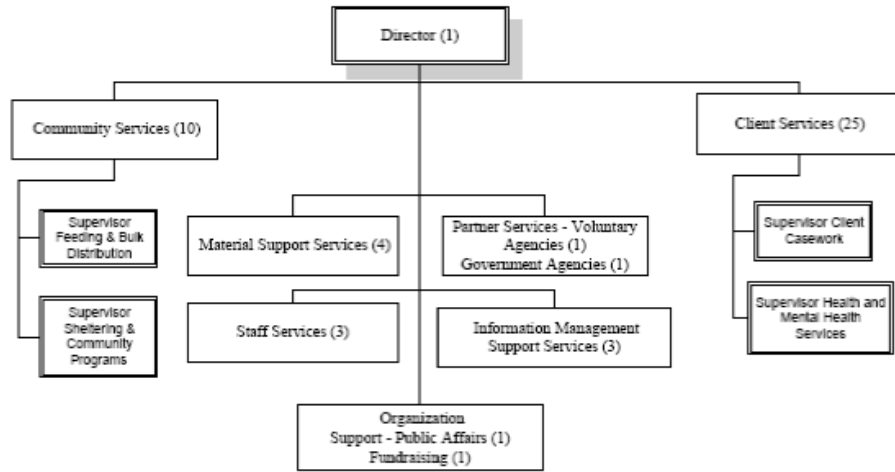 Director (1)
Community Services (10)
Client Services (25)
Supervisor
Feeding & Bulk
Distribution
Material Support Services (4)
Partner Services - Voluntary
Agencies (1)
Government Agencies (1)
Supervisor Client
Casework
Supervisor
Sheltering &
Community
Programs
Staff Services (3)
Information Management
Support Services (3)
Supervisor Health and
Mental Health
Services
Organization
Support - Public Affairs (1)
Fundraising (1)